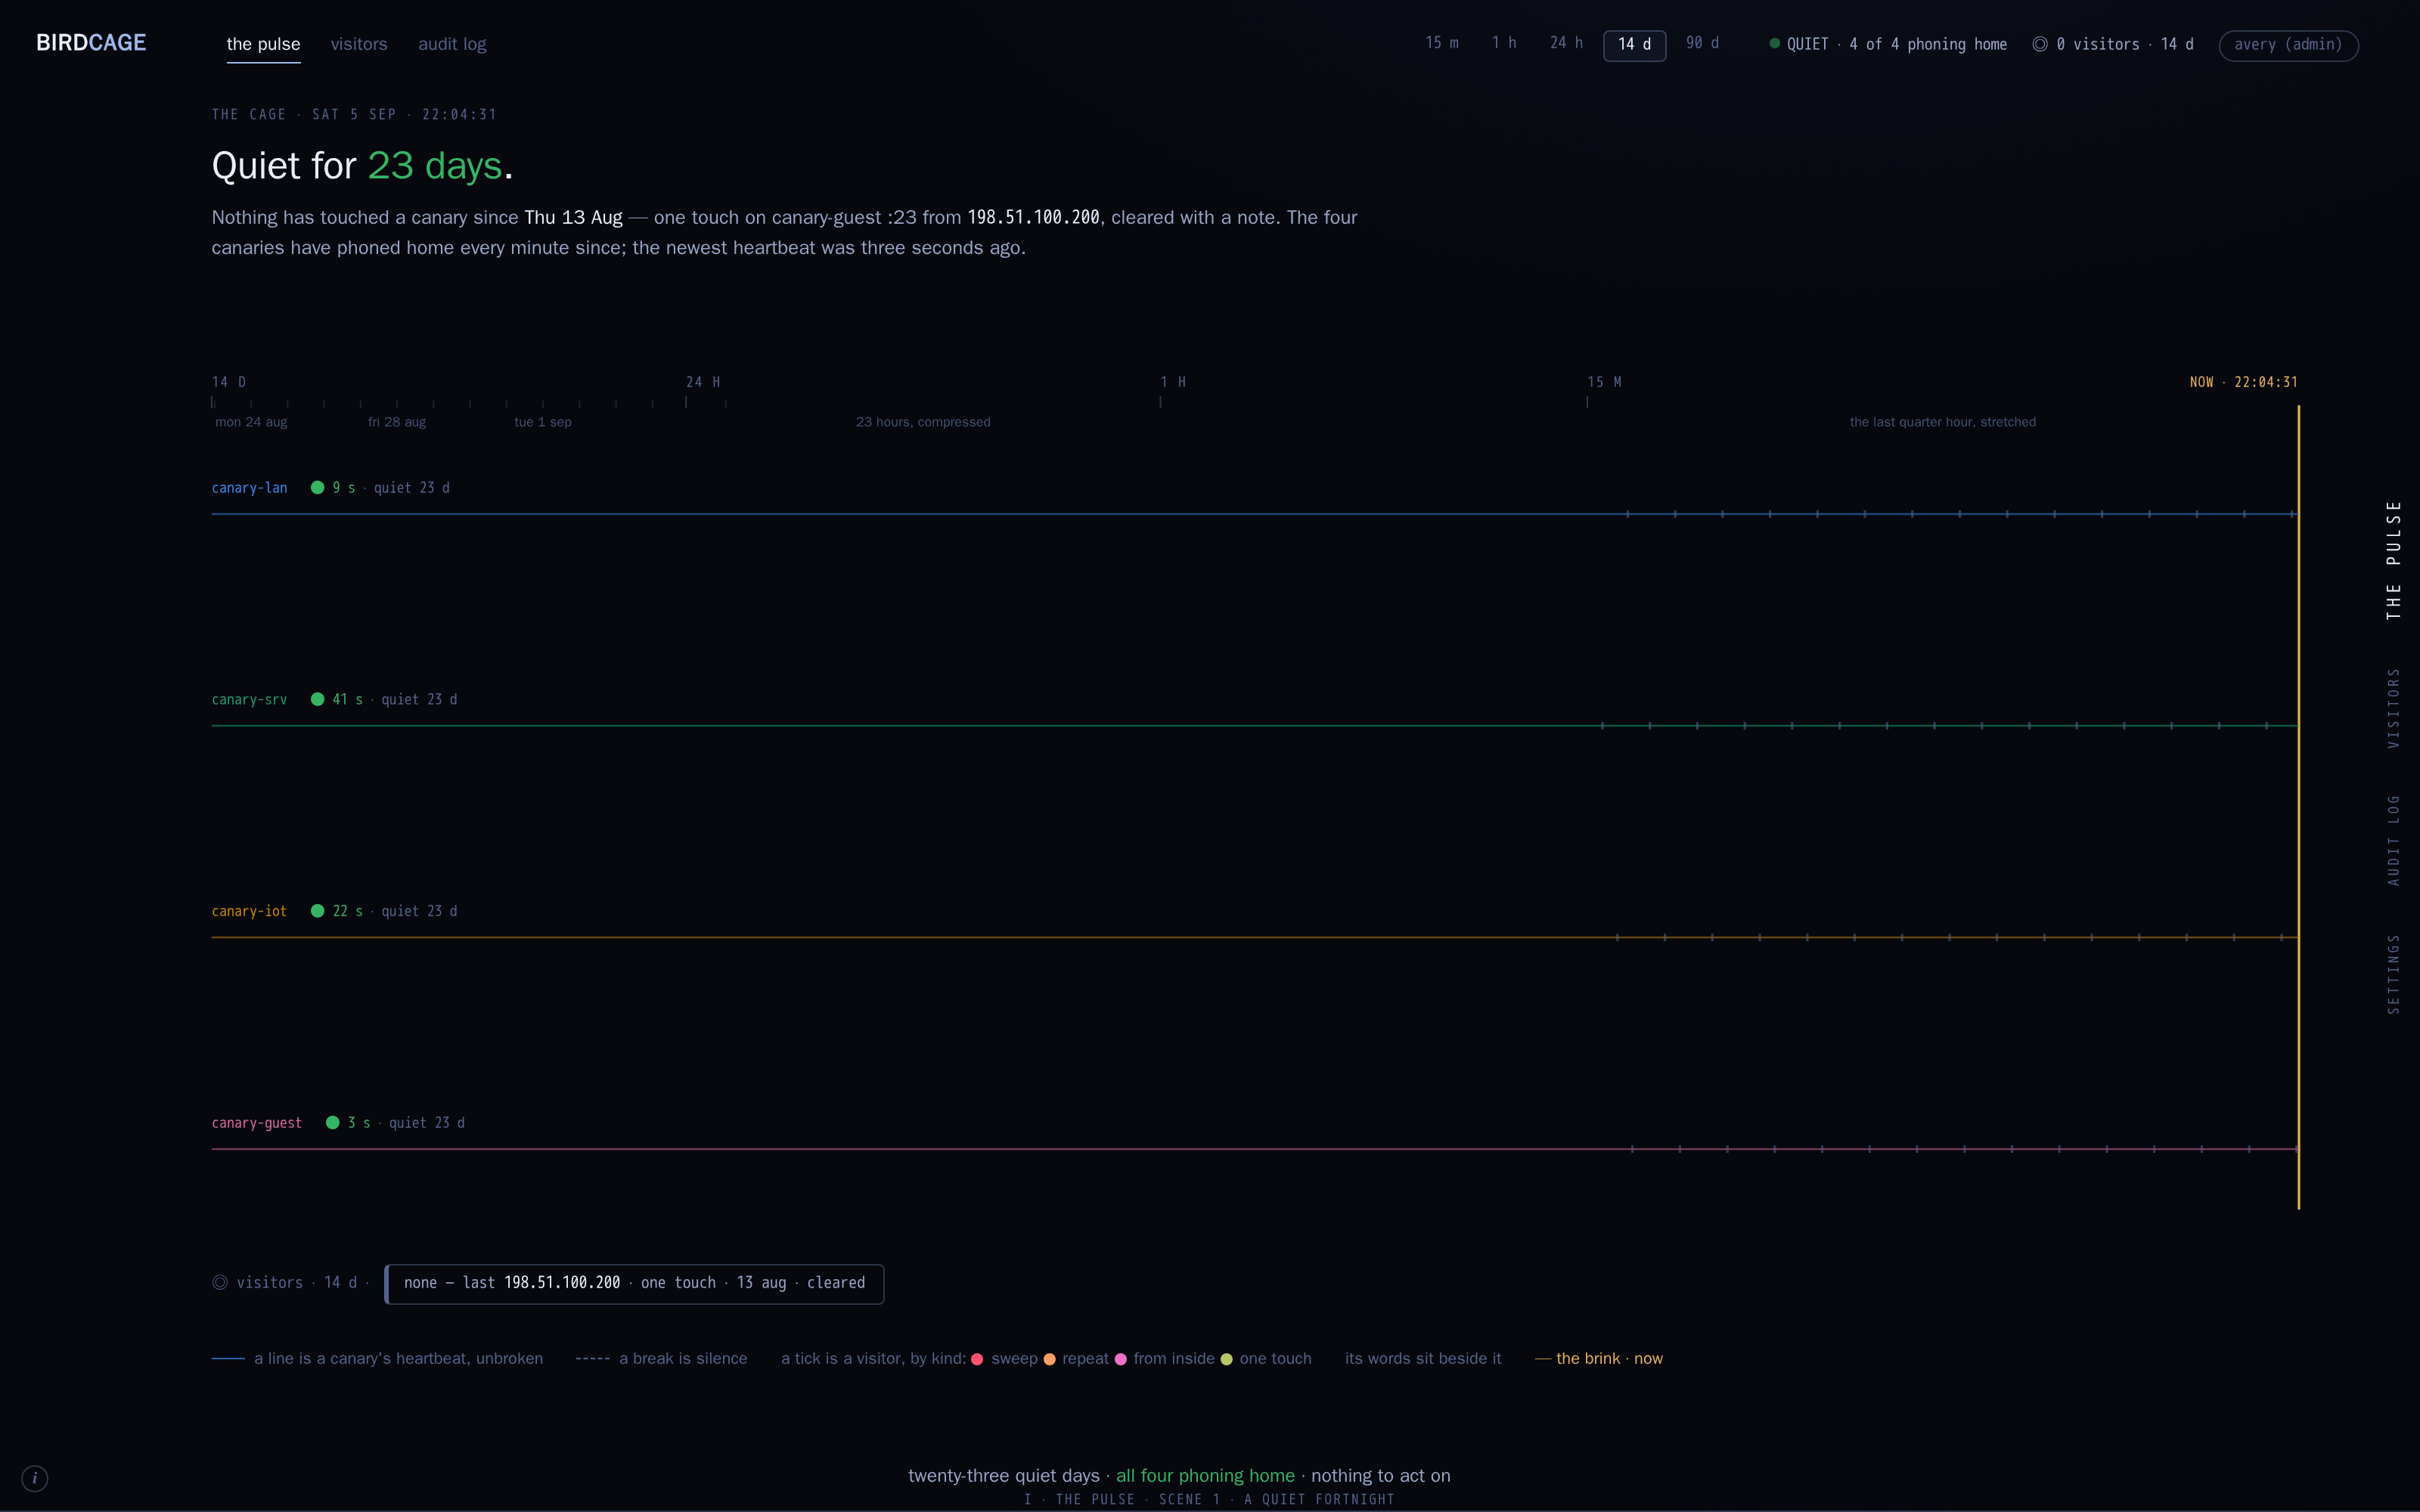 BIRDCAGE the pulse visitors audit log 15 m 1 h 24 h 14 d 90 d QUIET · 4 of 4 phoning home ◎ 0 visitors · 14 d avery (admin)
THE CAGE · SAT 5 SEP · 22:04:31
Quiet for 23 days.
Nothing has touched a canary since Thu 13 Aug — one touch on canary-guest :23 from 198.51.100.200, cleared with a note. The four
canaries have phoned home every minute since; the newest heartbeat was three seconds ago.
14 D 24 H 1 H 15 M NOW · 22:04:31
mon 24 aug fri 28 aug tue 1 sep 23 hours, compressed the last quarter hour, stretched
canary-lan 9 s · quiet 23 d
canary-srv 41 s · quiet 23 d
canary-iot 22 s · quiet 23 d
canary-guest 3 s · quiet 23 d
THE PULSE
VISITORS
AUDIT LOG
SETTINGS
◎ visitors · 14 d · none — last 198.51.100.200 · one touch · 13 aug · cleared
a line is a canary's heartbeat, unbroken a break is silence a tick is a visitor, by kind: sweep repeat from inside one touch its words sit beside it — the brink · now
i
twenty-three quiet days · all four phoning home · nothing to act on
I · THE PULSE · SCENE 1 · A QUIET FORTNIGHT